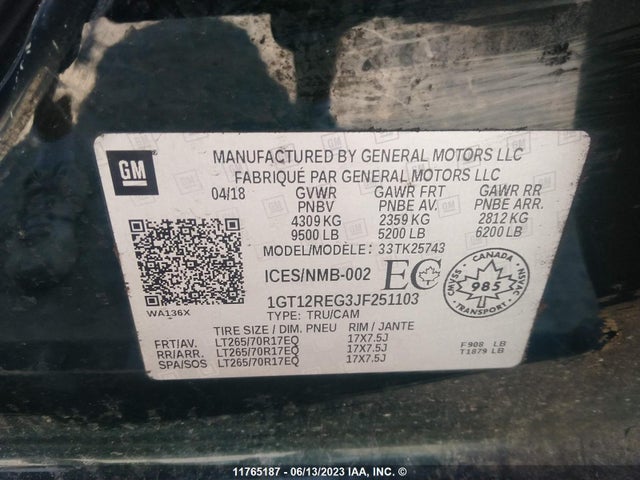 GM
MANUFACTURED BY GENERAL MOTORS LLC
FABRIQUÉ PAR GENERAL MOTORS LLC
04/18 GVWR GAWR FRT GAWR RR
PNBV PNBE AV. PNBE ARR.
4309 KG 2359 KG 2812 KG
9500 LB 5200 LB 6200 LB
MODEL/MODÈLE: 33TK25743
ICES/NMB-002 EC
CMVSS NSVAC
CANADA
985
WA136X
1GT12REG3JF251103
TYPE: TRU/CAM
TIRE SIZE / DIM. PNEU RIM / JANTE
FRT/AV. LT265/70R17EQ 17X7.5J
RR/ARR. LT265/70R17EQ 17X7.5J
SPA/SOS LT265/70R17EQ 17X7.5J
F908 LB
T1879 LB
11765187 - 06/13/2023 IAA, INC. ©